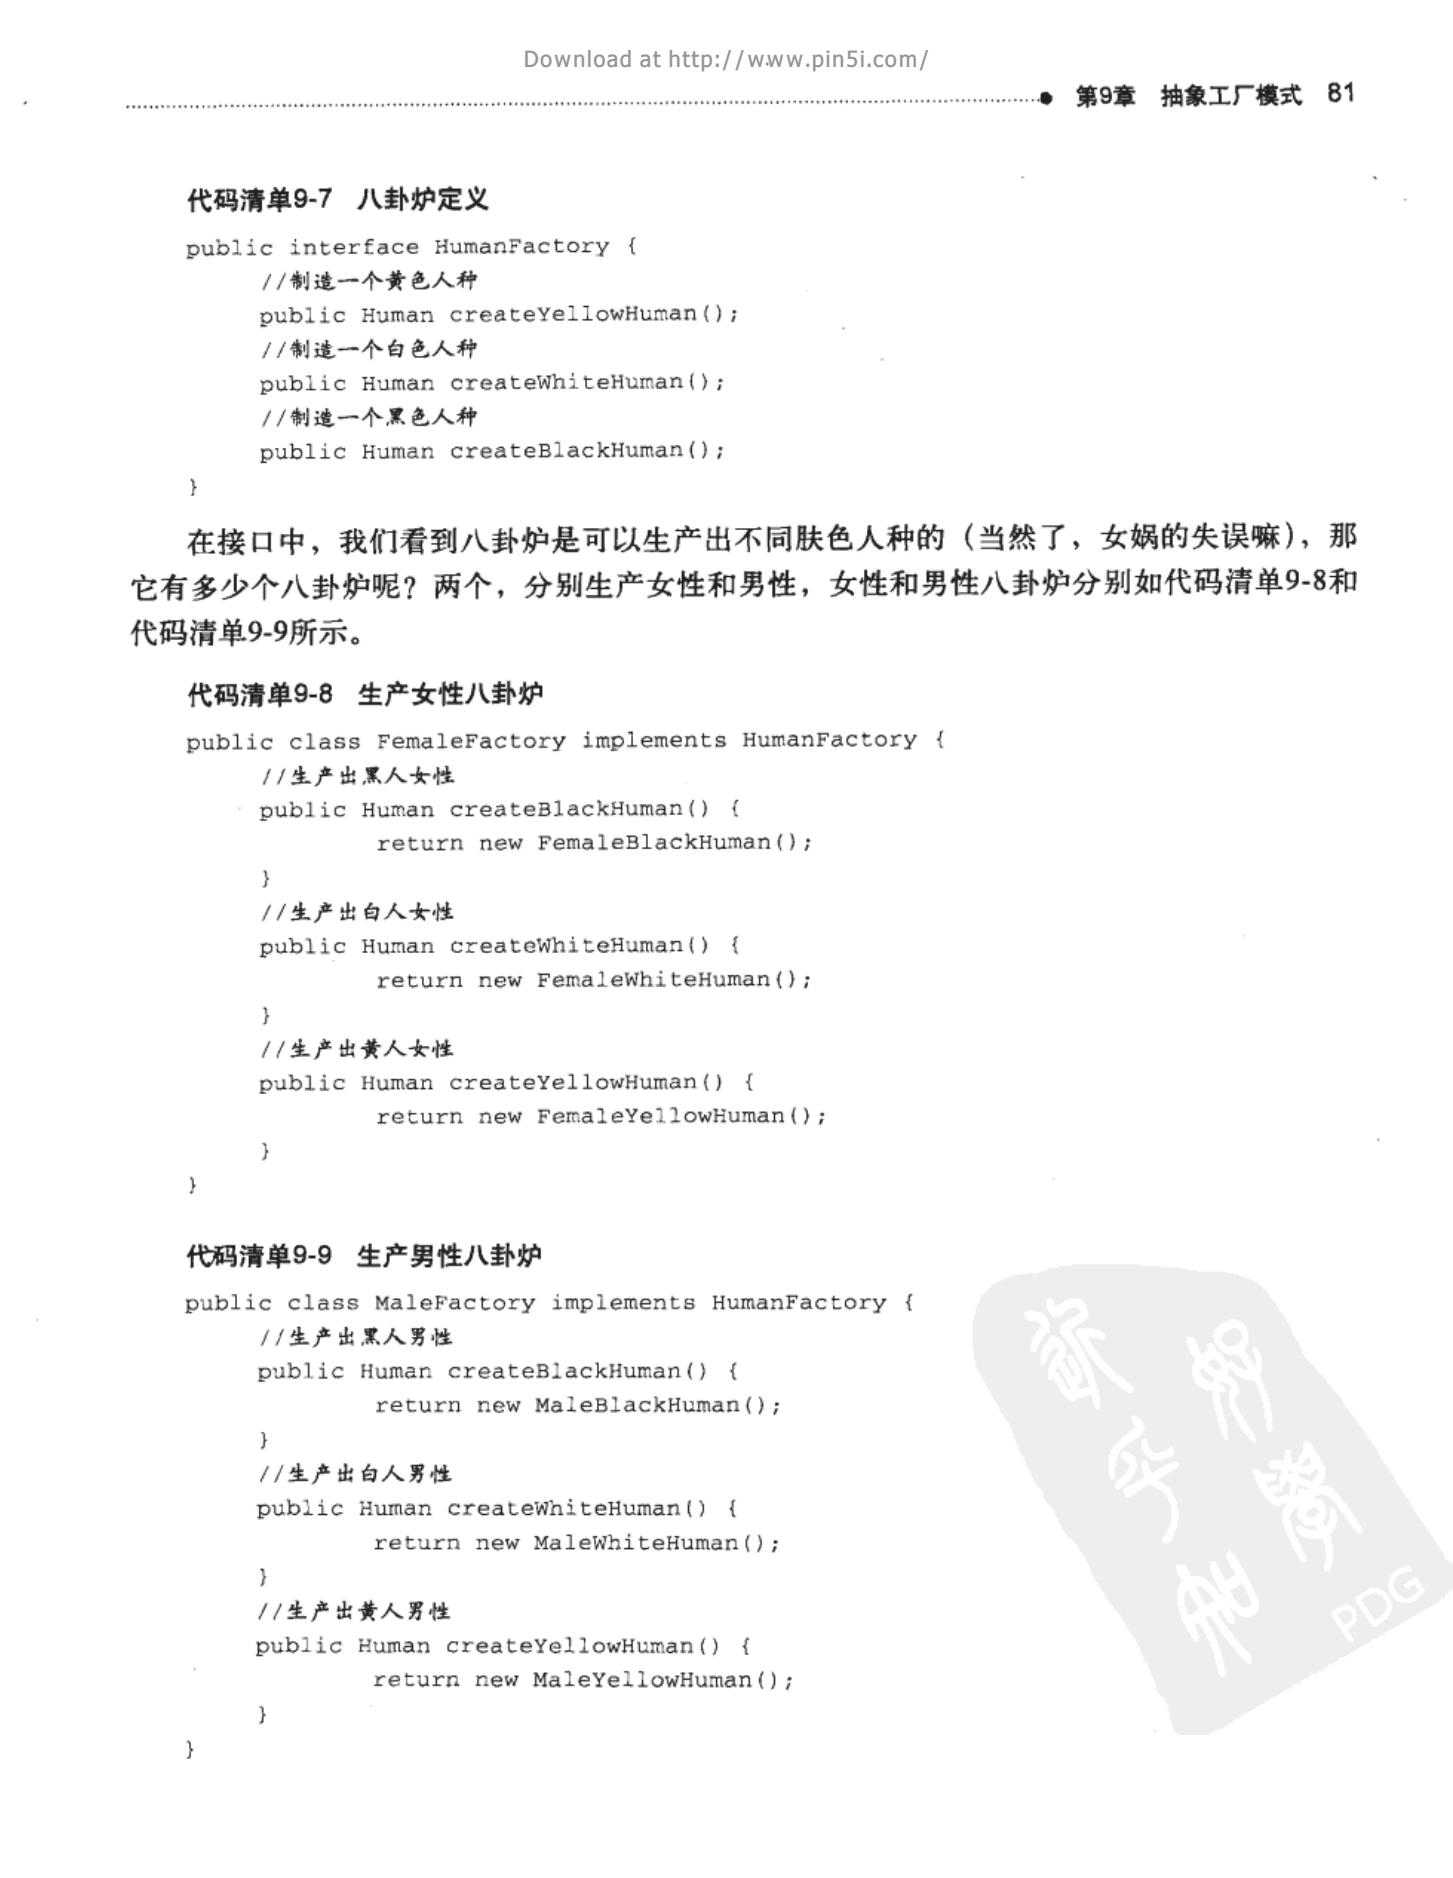 Download at http://www.pin5i.com/
第9章 抽象工厂模式 81
代码清单9-7 八卦炉定义
public interface HumanFactory {
//制造一个黄色人种
public Human createYellowHuman();
//制造一个白色人种
public Human createWhiteHuman();
//制造一个黑色人种
public Human createBlackHuman();
}
在接口中，我们看到八卦炉是可以生产出不同肤色人种的（当然了，女娲的失误嘛），那
它有多少个八卦炉呢？两个，分别生产女性和男性，女性和男性八卦炉分别如代码清单9-8和
代码清单9-9所示。
代码清单9-8 生产女性八卦炉
public class FemaleFactory implements HumanFactory {
//生产出黑人女性
public Human createBlackHuman() {
return new FemaleBlackHuman();
}
//生产出白人女性
public Human createWhiteHuman() {
return new FemaleWhiteHuman();
}
//生产出黄人女性
public Human createYellowHuman() {
return new FemaleYellowHuman();
}
}
代码清单9-9 生产男性八卦炉
public class MaleFactory implements HumanFactory {
//生产出黑人男性
public Human createBlackHuman() {
return new MaleBlackHuman();
}
//生产出白人男性
public Human createWhiteHuman() {
return new MaleWhiteHuman();
}
//生产出黄人男性
public Human createYellowHuman() {
return new MaleYellowHuman();
}
}
PDG